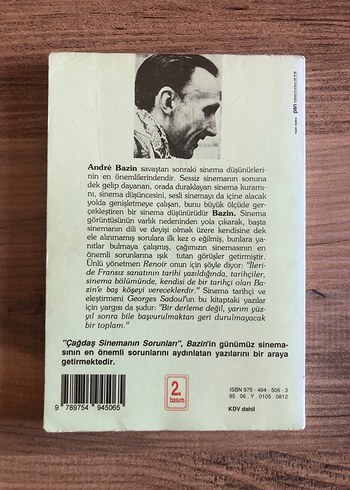 André Bazin savaştan sonraki sinema düşünürleri-
nin en önemlilerindendir. Sessiz sinemanın sonuna
dek gelip dayanan, orada duraklayan sinema kuramı-
nı, sinema düşüncesini, sesli sinemayı da içine alacak
yolda genişletmeye çalışan, bunu büyük ölçüde ger-
çekleştiren bir sinema düşünürüdür Bazin. Sinema
görüntüsünün varlık nedeninden yola çıkarak, başta
sinemanın dili ve deyişi olmak üzere kendisine dek
ele alınmamış sorulara ilk kez o eğilmiş, bunlara ya-
nıtlar bulmaya çalışmış, çağımızın sinemasının en
önemli sorunlarına ışık tutan görüşler getirmiştir.
Ünlü yönetmen Renoir onun için şöyle diyor: "İleri-
de Fransız sanatının tarihi yazıldığında, tarihçiler,
sinema bölümünde, kendisi de bir tarihçi olan Ba-
zin'e baş köşeyi vereceklerdir." Sinema tarihçi ve
eleştirmeni Georges Sadoul'un bu kitaptaki yazılar
için yargısı da şudur: "Bir derleme değil, yarım yüz-
yıl sonra bile başvurulmaktan geri durulmayacak
bir toplam."
"Çağdaş Sinemanın Sorunları", Bazin'in günümüz sinema-
sının en önemli sorunlarını aydınlatan yazılarını bir araya
getirmektedir.
9 789754 945065
2.
basım
ISBN 975 - 494 - 506 - 3
95 . 06 . Y . 0105 . 0812
KDV dahil